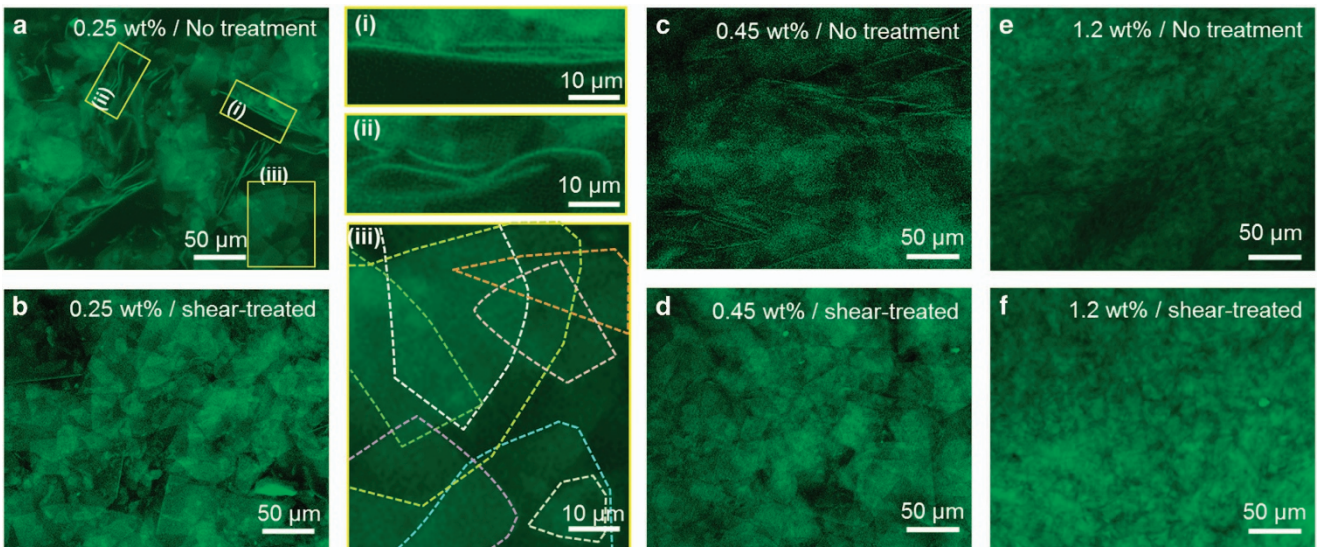 a 0.25 wt% / No treatment
(ii)
(i)
(iii)
50 µm
b 0.25 wt% / shear-treated
50 µm
(i)
10 µm
(ii)
10 µm
(iii)
10 µm
c 0.45 wt% / No treatment
50 µm
d 0.45 wt% / shear-treated
50 µm
e 1.2 wt% / No treatment
50 µm
f 1.2 wt% / shear-treated
50 µm